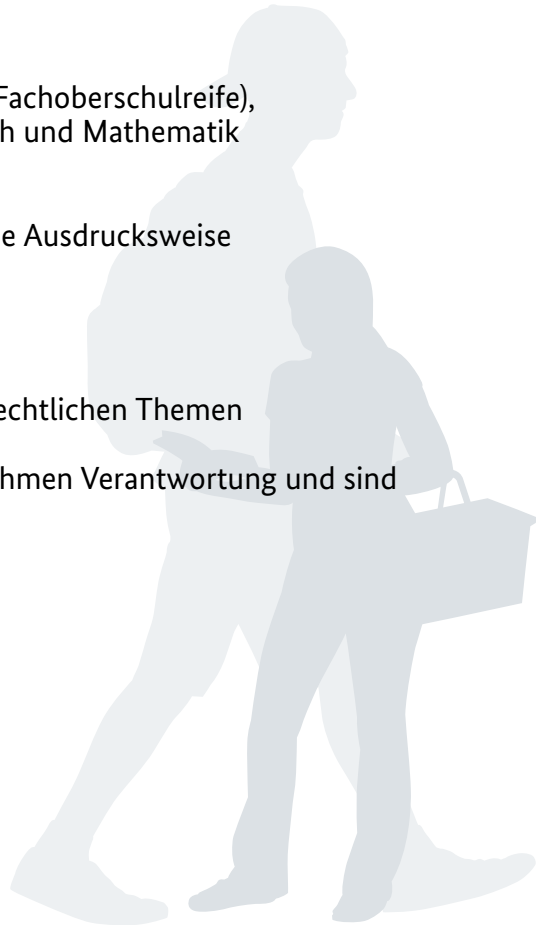 Fachoberschulreife),
h und Mathematik
e Ausdrucksweise
echtlichen Themen
hmen Verantwortung und sind